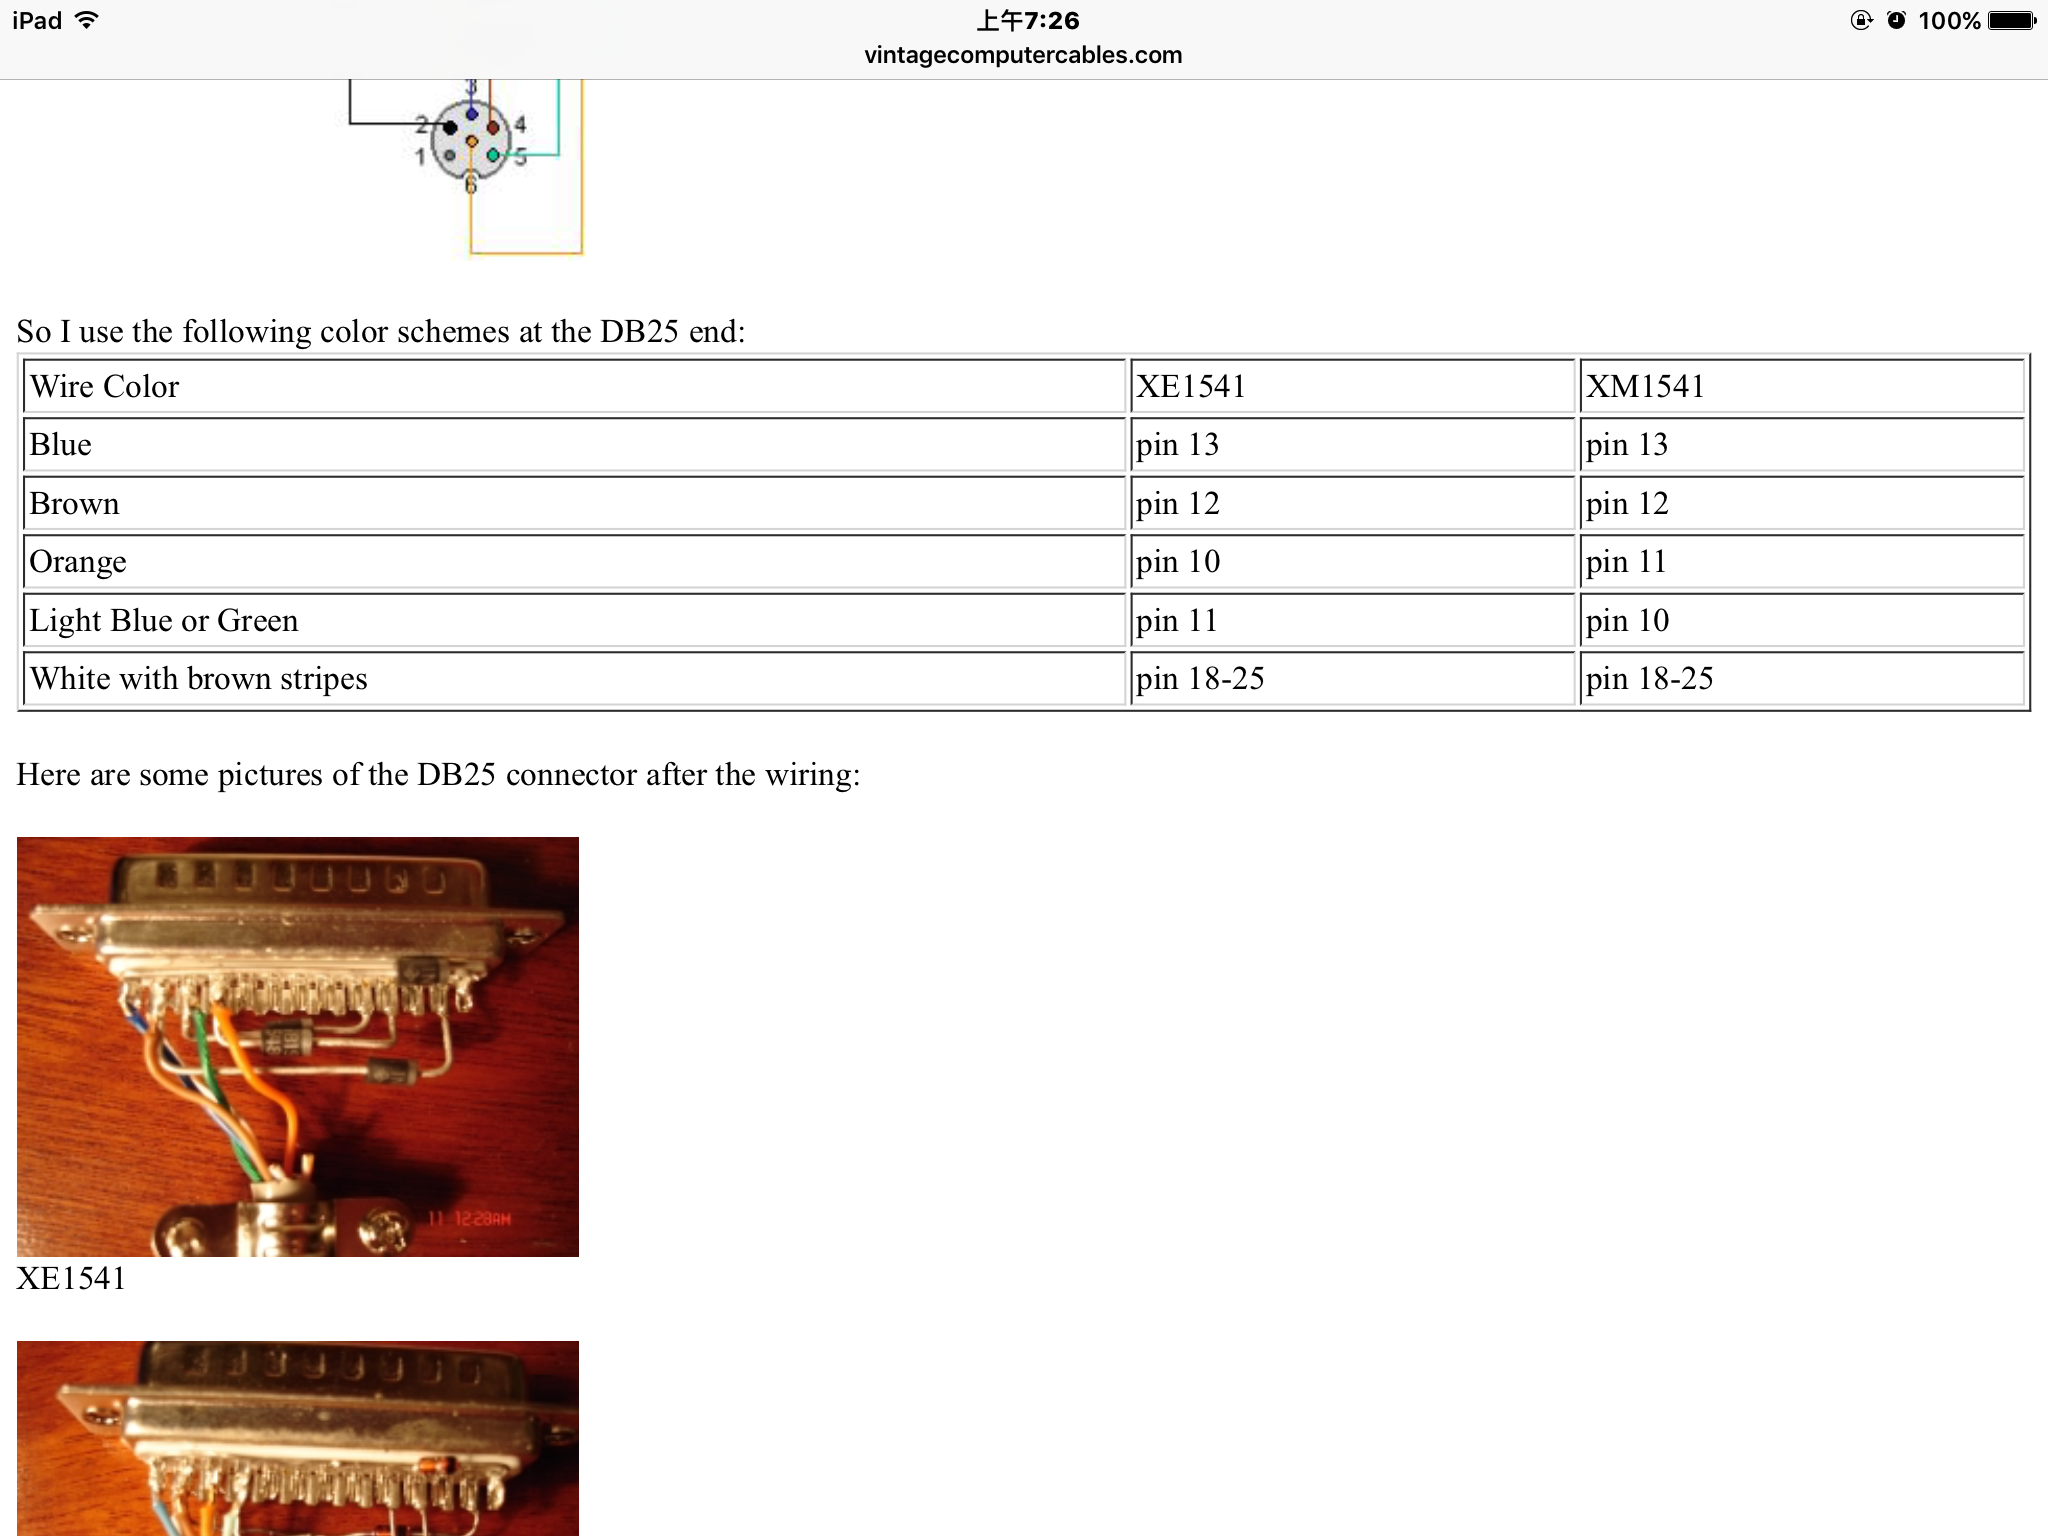 iPad 上午7:26 100%
vintagecomputercables.com
3
2 4
1 5
6
So I use the following color schemes at the DB25 end:
Wire Color XE1541 XM1541
Blue pin 13 pin 13
Brown pin 12 pin 12
Orange pin 10 pin 11
Light Blue or Green pin 11 pin 10
White with brown stripes pin 18-25 pin 18-25
Here are some pictures of the DB25 connector after the wiring:
11 12:28AM
XE1541